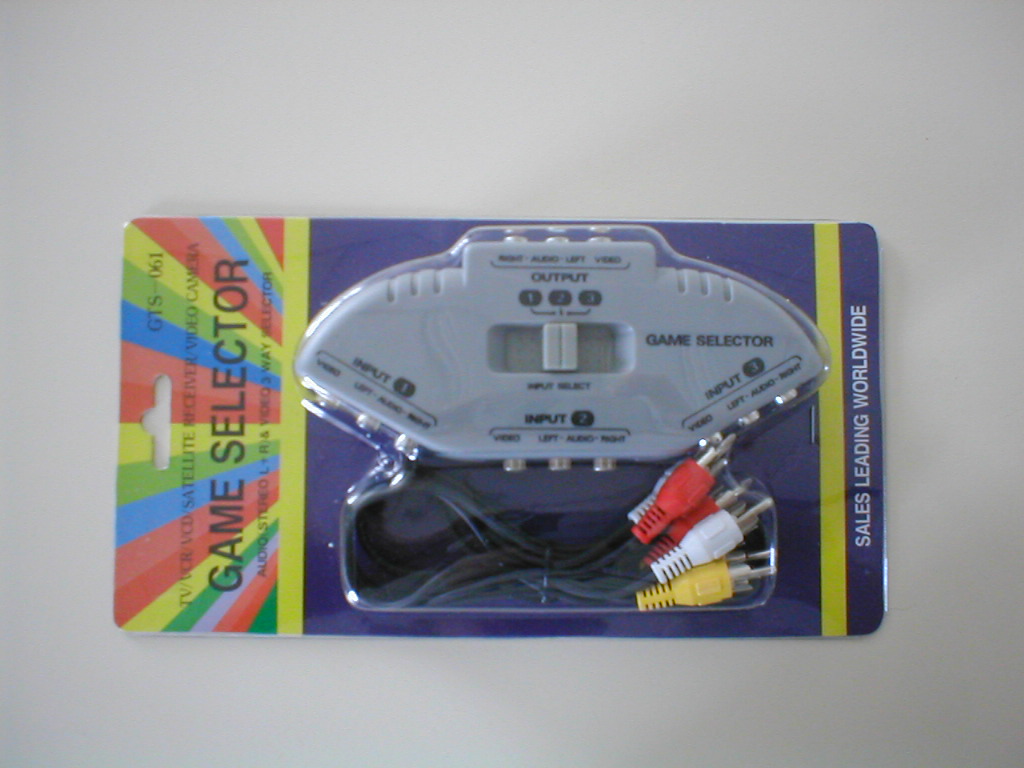 GTS-061
TV/VCR/VCD/SATELLITE RECEIVER/VIDEO CAMERA
GAME SELECTOR
AUDIO STEREO L+R & VIDEO 3 WAY SELECTOR
RIGHT - AUDIO - LEFT VIDEO
OUTPUT
1 2 3
INPUT SELECT
GAME SELECTOR
INPUT 1
VIDEO LEFT - AUDIO - RIGHT
INPUT 2
VIDEO LEFT - AUDIO - RIGHT
INPUT 3
VIDEO LEFT - AUDIO - RIGHT
SALES LEADING WORLDWIDE